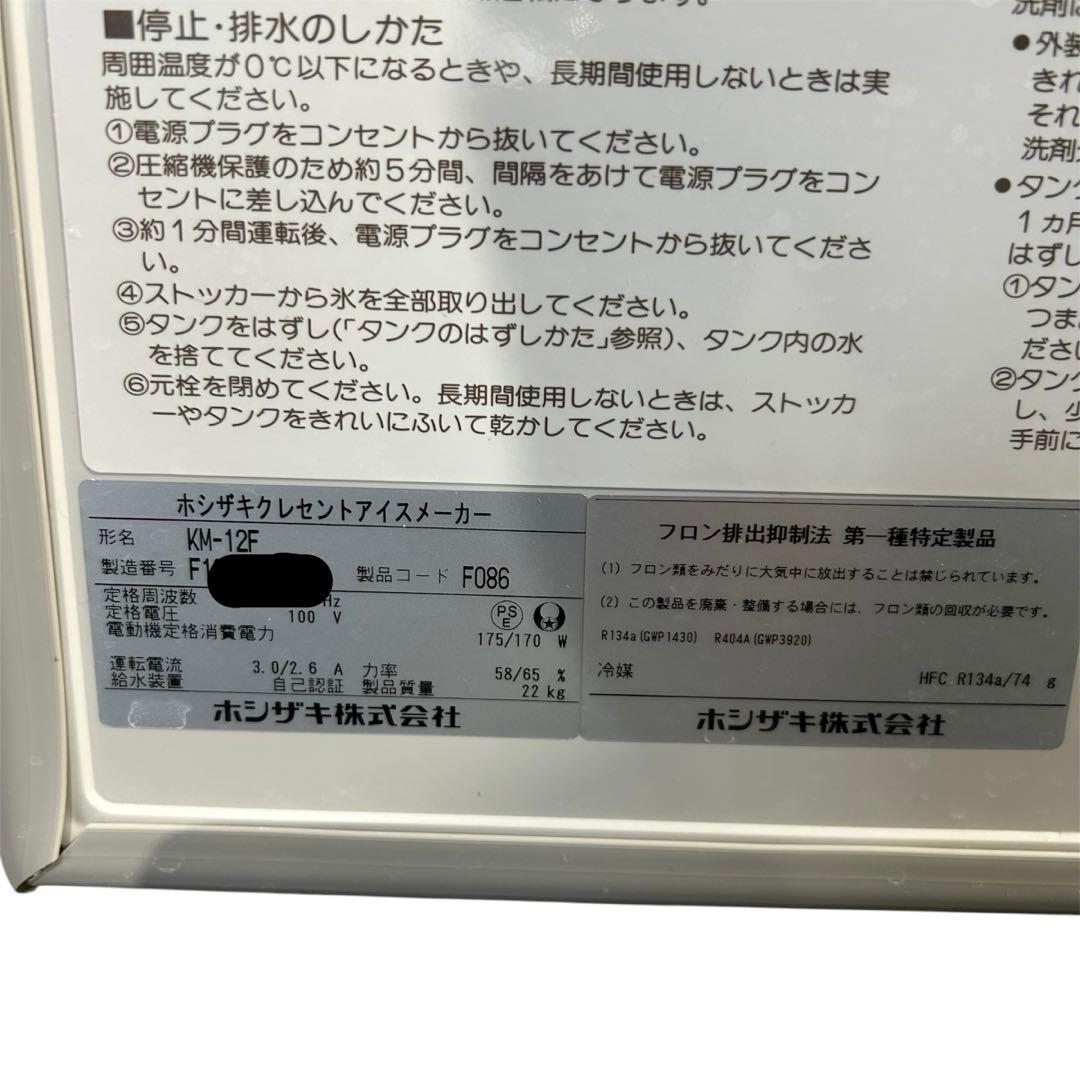 ■停止・排水のしかた
周囲温度が0℃以下になるときや、長期間使用しないときは実
施してください。
①電源プラグをコンセントから抜いてください。
②圧縮機保護のため約5分間、間隔をあけて電源プラグをコン
セントに差し込んでください。
③約1分間運転後、電源プラグをコンセントから抜いてくださ
い。
④ストッカーから氷を全部取り出してください。
⑤タンクをはずし(「タンクのはずしかた」参照)、タンク内の水
を捨ててください。
⑥元栓を閉めてください。長期間使用しないときは、ストッカ
ーやタンクをきれいにふいて乾かしてください。
洗剤
●外装
きれ
それ
洗剤
●タンク
1ヵ月
はずし
①タン
つま
ださい
②タンク
し、少
手前に
ホシザキクレセントアイスメーカー
形名 KM-12F
製造番号 F1 製品コード F086
定格周波数 Hz
定格電圧 100 V
電動機定格消費電力 175/170 W
PS E
運転電流 3.0/2.6 A 力率 58/65 %
給水装置 自己認証 製品質量 22 kg
ホシザキ株式会社
フロン排出抑制法 第一種特定製品
(1) フロン類をみだりに大気中に放出することは禁じられています。
(2) この製品を廃棄・整備する場合には、フロン類の回収が必要です。
R134a(GWP1430) R404A(GWP3920)
冷媒 HFC R134a/74 g
ホシザキ株式会社